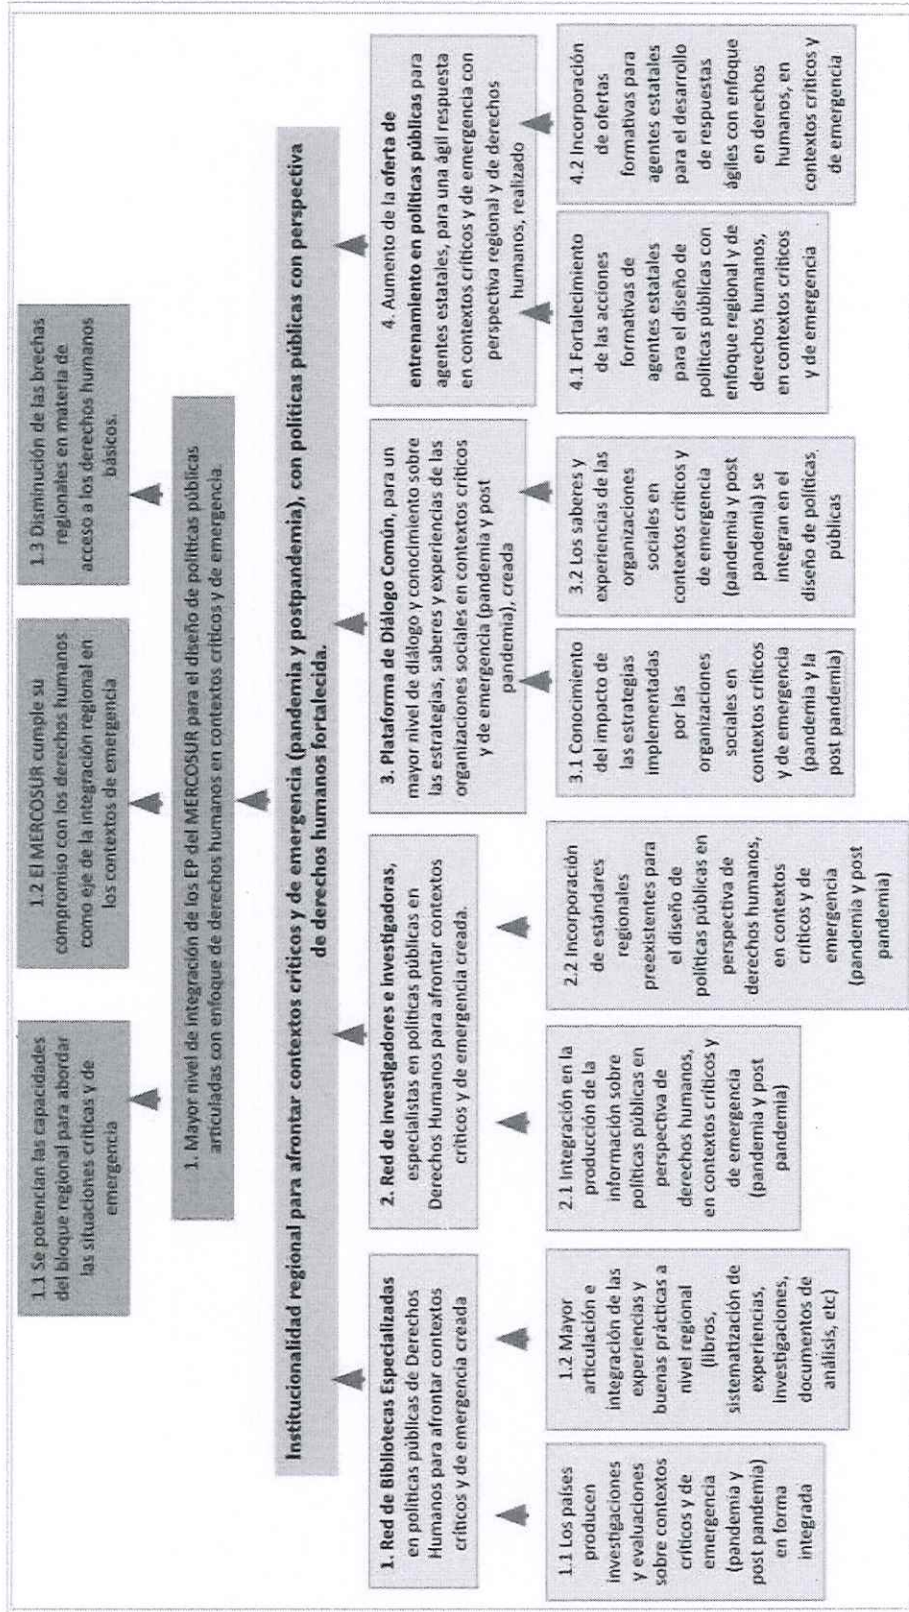 1.1 Se potencian las capacidades
del bloque regional para abordar
las situaciones críticas y de
emergencia
1.2 El MERCOSUR cumple su
compromiso con los derechos humanos
como eje de la integración regional en
los contextos de emergencia
1.3 Disminución de las brechas
regionales en materia de
acceso a los derechos humanos
básicos.
1. Mayor nivel de integración de los EP del MERCOSUR para el diseño de políticas públicas
articuladas con enfoque de derechos humanos en contextos críticos y de emergencia.
Institucionalidad regional para afrontar contextos críticos y de emergencia (pandemia y postpandemia), con políticas públicas con perspectiva
de derechos humanos fortalecida.
1. Red de Bibliotecas Especializadas
en políticas públicas de Derechos
Humanos para afrontar contextos
críticos y de emergencia creada
2. Red de Investigadores e Investigadoras,
especialistas en políticas pública en
Derechos Humanos para afrontar contextos
críticos y de emergencia creada.
3. Plataforma de Diálogo Común, para un
mayor nivel de diálogo y conocimiento sobre
las estrategias, saberes y experiencias de las
organizaciones sociales en contextos críticos
y de emergencia (pandemia y post
pandemia), creada
4. Aumento de la oferta de
entrenamiento en políticas públicas para
agentes estatales, para una ágil respuesta
en contextos críticos y de emergencia con
perspectiva regional y de derechos
humanos, realizado
1.1 Los países
producen
investigaciones
y evaluaciones
sobre contextos
críticos y de
emergencia
(pandemia y
post pandemia)
en forma
integrada
1.2 Mayor
articulación e
integración de las
experiencias y
buenas prácticas a
nivel regional
(libros,
sistematización de
experiencias,
investigaciones,
documentos de
análisis, etc)
2.1 Integración en la
producción de la
información sobre
políticas públicas en
perspectiva de
derechos humanos,
en contextos críticos y
de emergencia
(pandemia y post
pandemia)
2.2 Incorporación
de estándares
regionales
preexistentes para
el diseño de
políticas públicas en
perspectiva de
derechos humanos,
en contextos
críticos y de
emergencia
(pandemia y post
pandemia)
3.1 Conocimiento
del impacto de
las estrategias
implementadas
por las
organizaciones
sociales en
contextos críticos
y de emergencia
(pandemia y la
post pandemia)
3.2 Los saberes y
experiencias de las
organizaciones
sociales en
contextos críticos y
de emergencia
(pandemia y post
pandemia) se
integran en el
diseño de políticas
públicas
4.1 Fortalecimiento
de las acciones
formativas de
agentes estatales
para el diseño de
políticas públicas con
enfoque regional y de
derechos humanos,
en contextos críticos
y de emergencia
4.2 Incorporación
de ofertas
formativas para
agentes estatales
para el desarrollo
de respuestas
ágiles con enfoque
en derechos
humanos, en
contextos críticos y
de emergencia